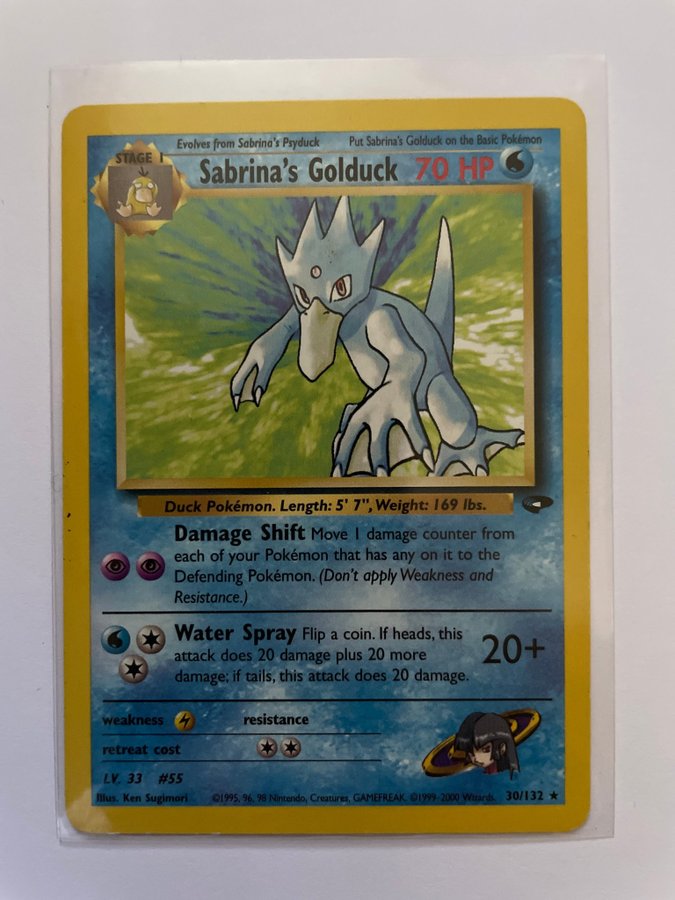 Evolves from Sabrina's Psyduck Put Sabrina's Golduck on the Basic Pokémon
STAGE 1
Sabrina's Golduck 70 HP
Duck Pokémon. Length: 5' 7", Weight: 169 lbs.
Damage Shift Move 1 damage counter from
each of your Pokémon that has any on it to the
Defending Pokémon. (Don't apply Weakness and
Resistance.)
Water Spray Flip a coin. If heads, this
attack does 20 damage plus 20 more
damage; if tails, this attack does 20 damage.
20+
weakness resistance
retreat cost
LV. 33 #55
Illus. Ken Sugimori ©1995, 96, 98 Nintendo, Creatures, GAMEFREAK. ©1999-2000 Wizards. 30/132 ★